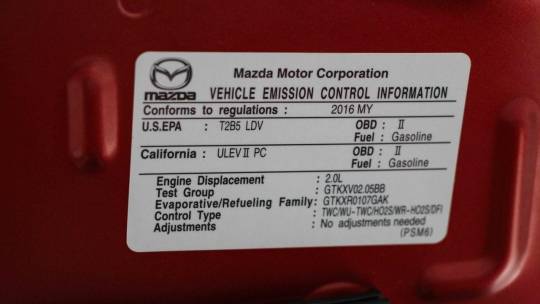 Mazda Motor Corporation
mazda VEHICLE EMISSION CONTROL INFORMATION
Conforms to regulations : 2016 MY
U.S.EPA : T2B5 LDV OBD : II
Fuel : Gasoline
California : ULEV II PC OBD : II
Fuel : Gasoline
Engine Displacement : 2.0L
Test Group : GTKXV02.05BB
Evaporative/Refueling Family: GTKXR0107GAK
Control Type : TWC/WU-TWC/HO2S/WR-HO2S/DFI
Adjustments : No adjustments needed
(PSM6)